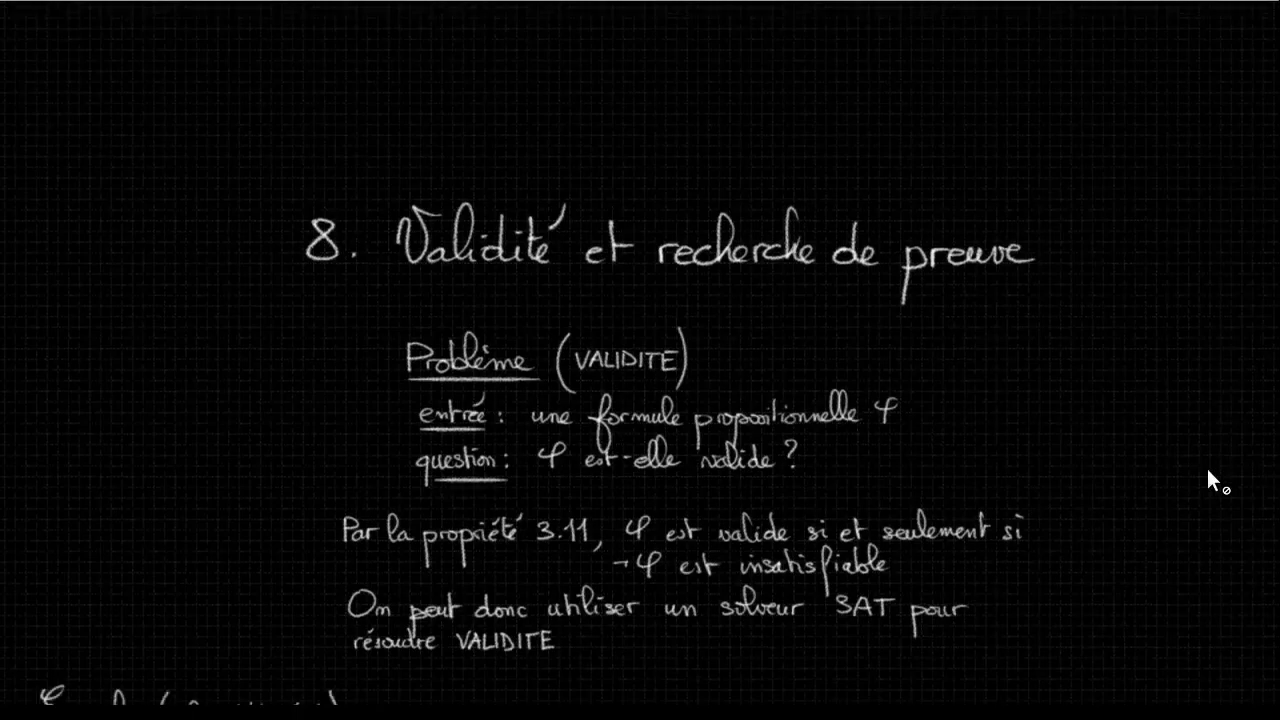 8. Validité et recherche de preuve
Problème (VALIDITE)
entrée : une formule propositionnelle φ
question : φ est-elle valide ?
Par la propriété 3.11, φ est valide si et seulement si
¬φ est insatisfiable
On peut donc utiliser un solveur SAT pour
résoudre VALIDITE